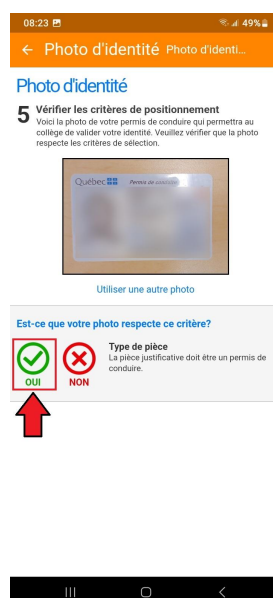 08:23 49%
← Photo d'identité Photo d'identi...
Photo d'identité
5 Vérifier les critères de positionnement
Voici la photo de votre permis de conduire qui permettra au
collège de valider votre identité. Veuillez vérifier que la photo
respecte les critères de sélection.
Québec Permis de conduire
Utiliser une autre photo
Est-ce que votre photo respecte ce critère?
Type de pièce
La pièce justificative doit être un permis de
conduire.
OUI NON